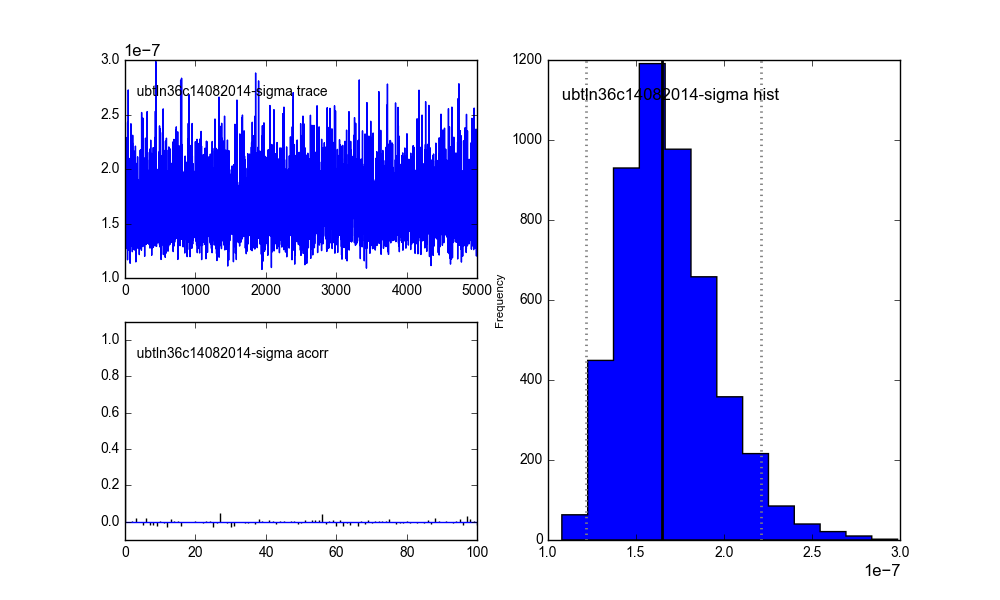 1e−7
3.0
ubtln36c14082014-sigma trace
2.5
2.0
1.5
1.0
0 1000 2000 3000 4000 5000
1.0
ubtln36c14082014-sigma acorr
0.8
0.6
0.4
0.2
0.0
0 20 40 60 80 100
1200
ubtln36c14082014-sigma hist
1000
800
600
Frequency
400
200
0
1.0 1.5 2.0 2.5 3.0
1e−7